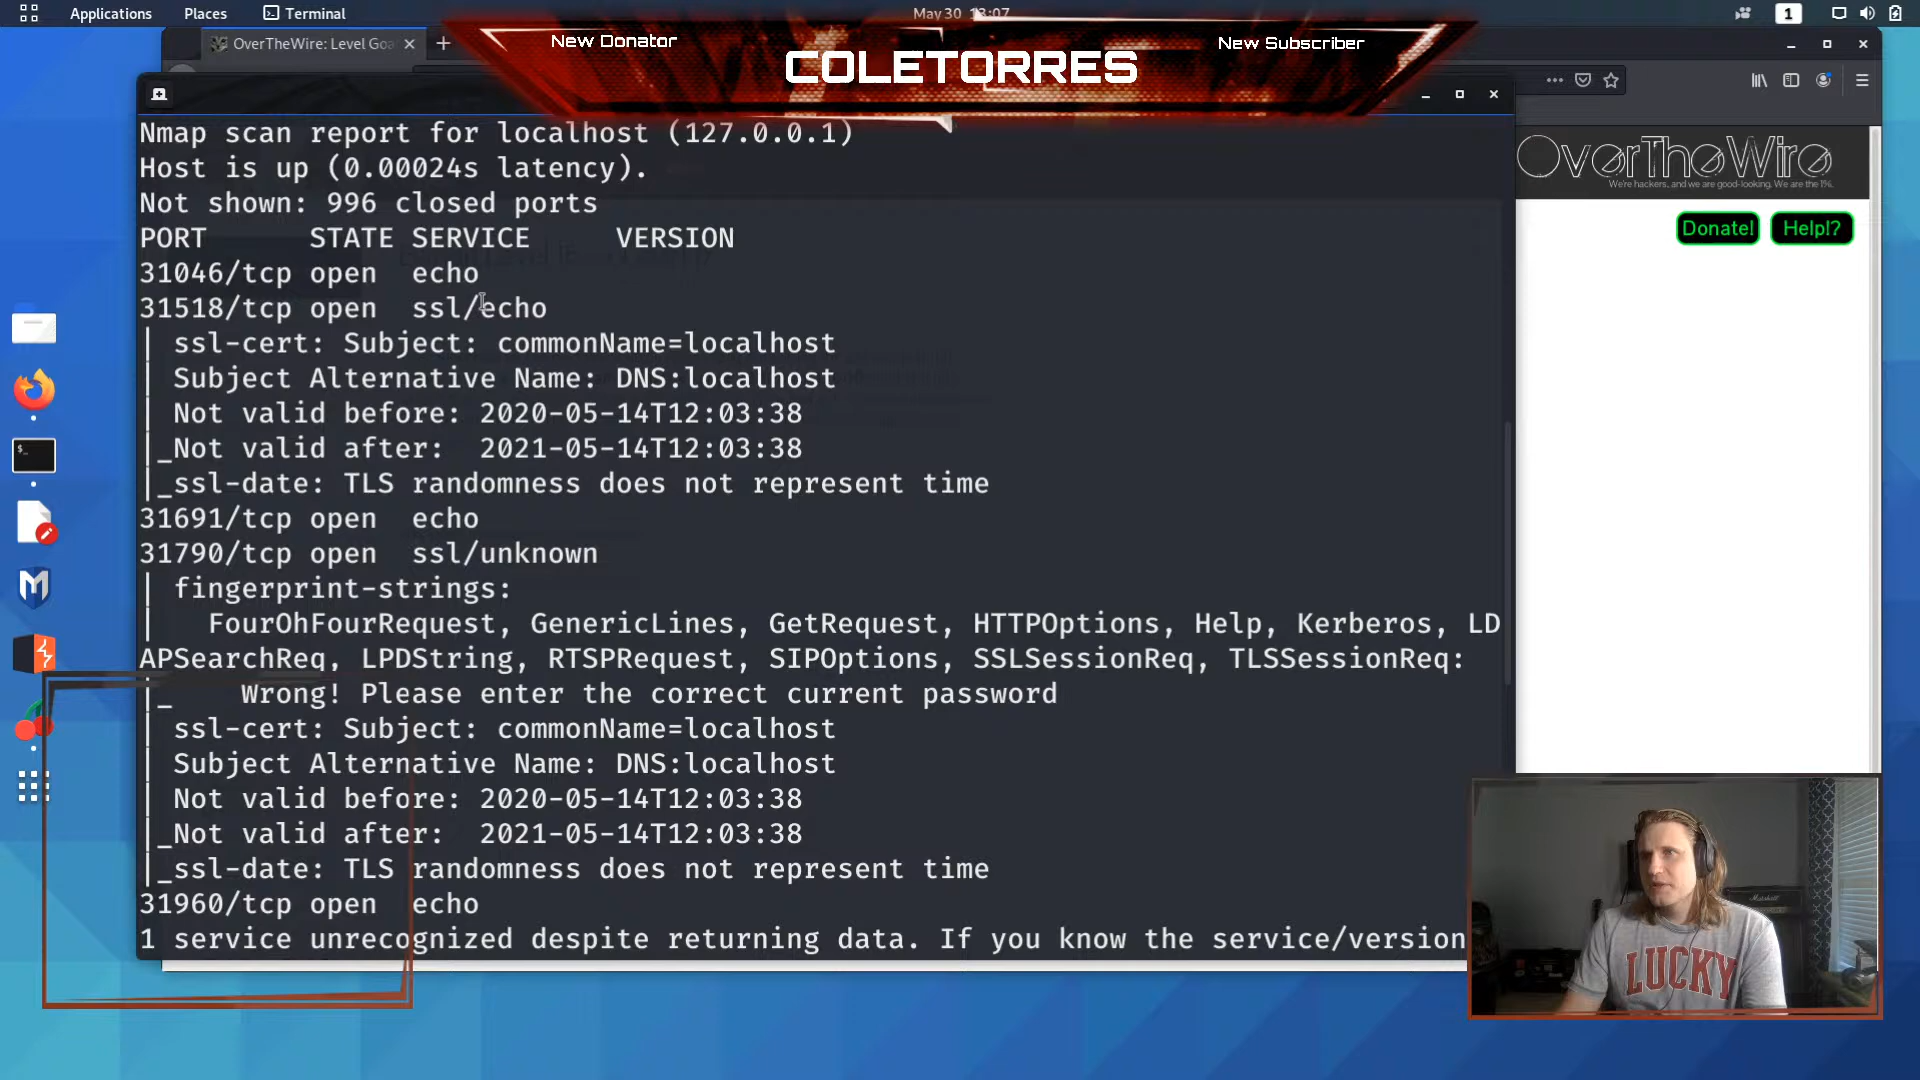 Applications
Places
Terminal
May 30 13:07
1
OverTheWire: Level Goa
New Donator
COLETORRES
New Subscriber
Nmap scan report for localhost (127.0.0.1)
Host is up (0.00024s latency).
Not shown: 996 closed ports
PORT STATE SERVICE VERSION
31046/tcp open echo
31518/tcp open ssl/echo
| ssl-cert: Subject: commonName=localhost
| Subject Alternative Name: DNS:localhost
| Not valid before: 2020-05-14T12:03:38
|_Not valid after: 2021-05-14T12:03:38
|_ssl-date: TLS randomness does not represent time
31691/tcp open echo
31790/tcp open ssl/unknown
| fingerprint-strings:
| FourOhFourRequest, GenericLines, GetRequest, HTTPOptions, Help, Kerberos, LD
APSearchReq, LPDString, RTSPRequest, SIPOptions, SSLSessionReq, TLSSessionReq:
|_ Wrong! Please enter the correct current password
| ssl-cert: Subject: commonName=localhost
| Subject Alternative Name: DNS:localhost
| Not valid before: 2020-05-14T12:03:38
|_Not valid after: 2021-05-14T12:03:38
|_ssl-date: TLS randomness does not represent time
31960/tcp open echo
1 service unrecognized despite returning data. If you know the service/version
OverTheWire
We're hackers, and we are good-looking. We are the 1%.
Donate!
Help!?
Marshall
LUCKY